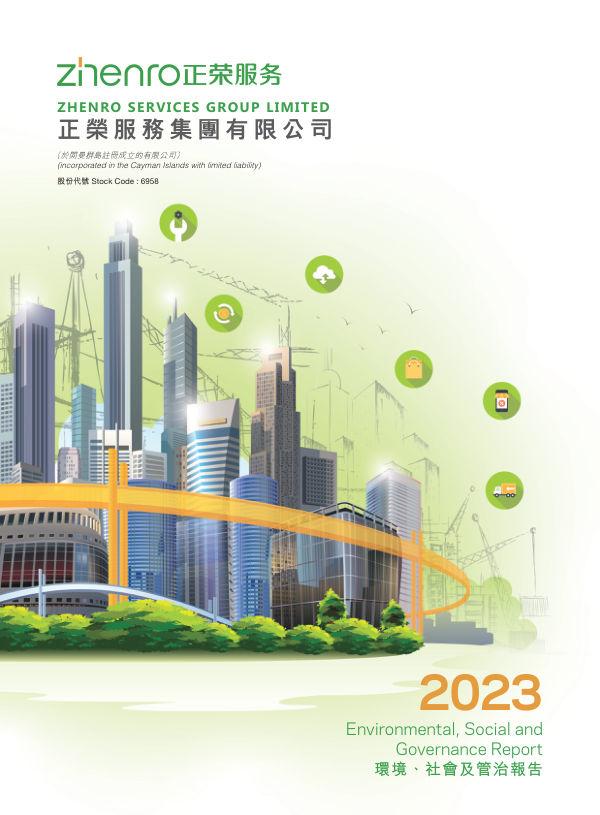 zhenro正荣服务
ZHENRO SERVICES GROUP LIMITED
正榮服務集團有限公司
(於開曼群島註冊成立的有限公司)
(incorporated in the Cayman Islands with limited liability)
股份代號 Stock Code : 6958
2023
Environmental, Social and
Governance Report
環境、社會及管治報告